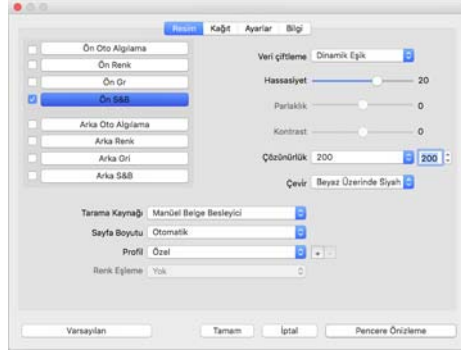 Resim Kağıt Ayarlar Bilgi
Ön Oto Algılama
Ön Renk
Ön Gr
Ön S&B
Arka Oto Algılama
Arka Renk
Arka Gri
Arka S&B
Veri çiftleme Dinamik Eşik
Hassasiyet 20
Parlaklık 0
Kontrast 0
Çözünürlük 200 200
Çevir Beyaz Üzerinde Siyah
Tarama Kaynağı Manüel Belge Besleyici
Sayfa Boyutu Otomatik
Profil Özel + -
Renk Eşleme Yok
Varsayılan Tamam İptal Pencere Önizleme